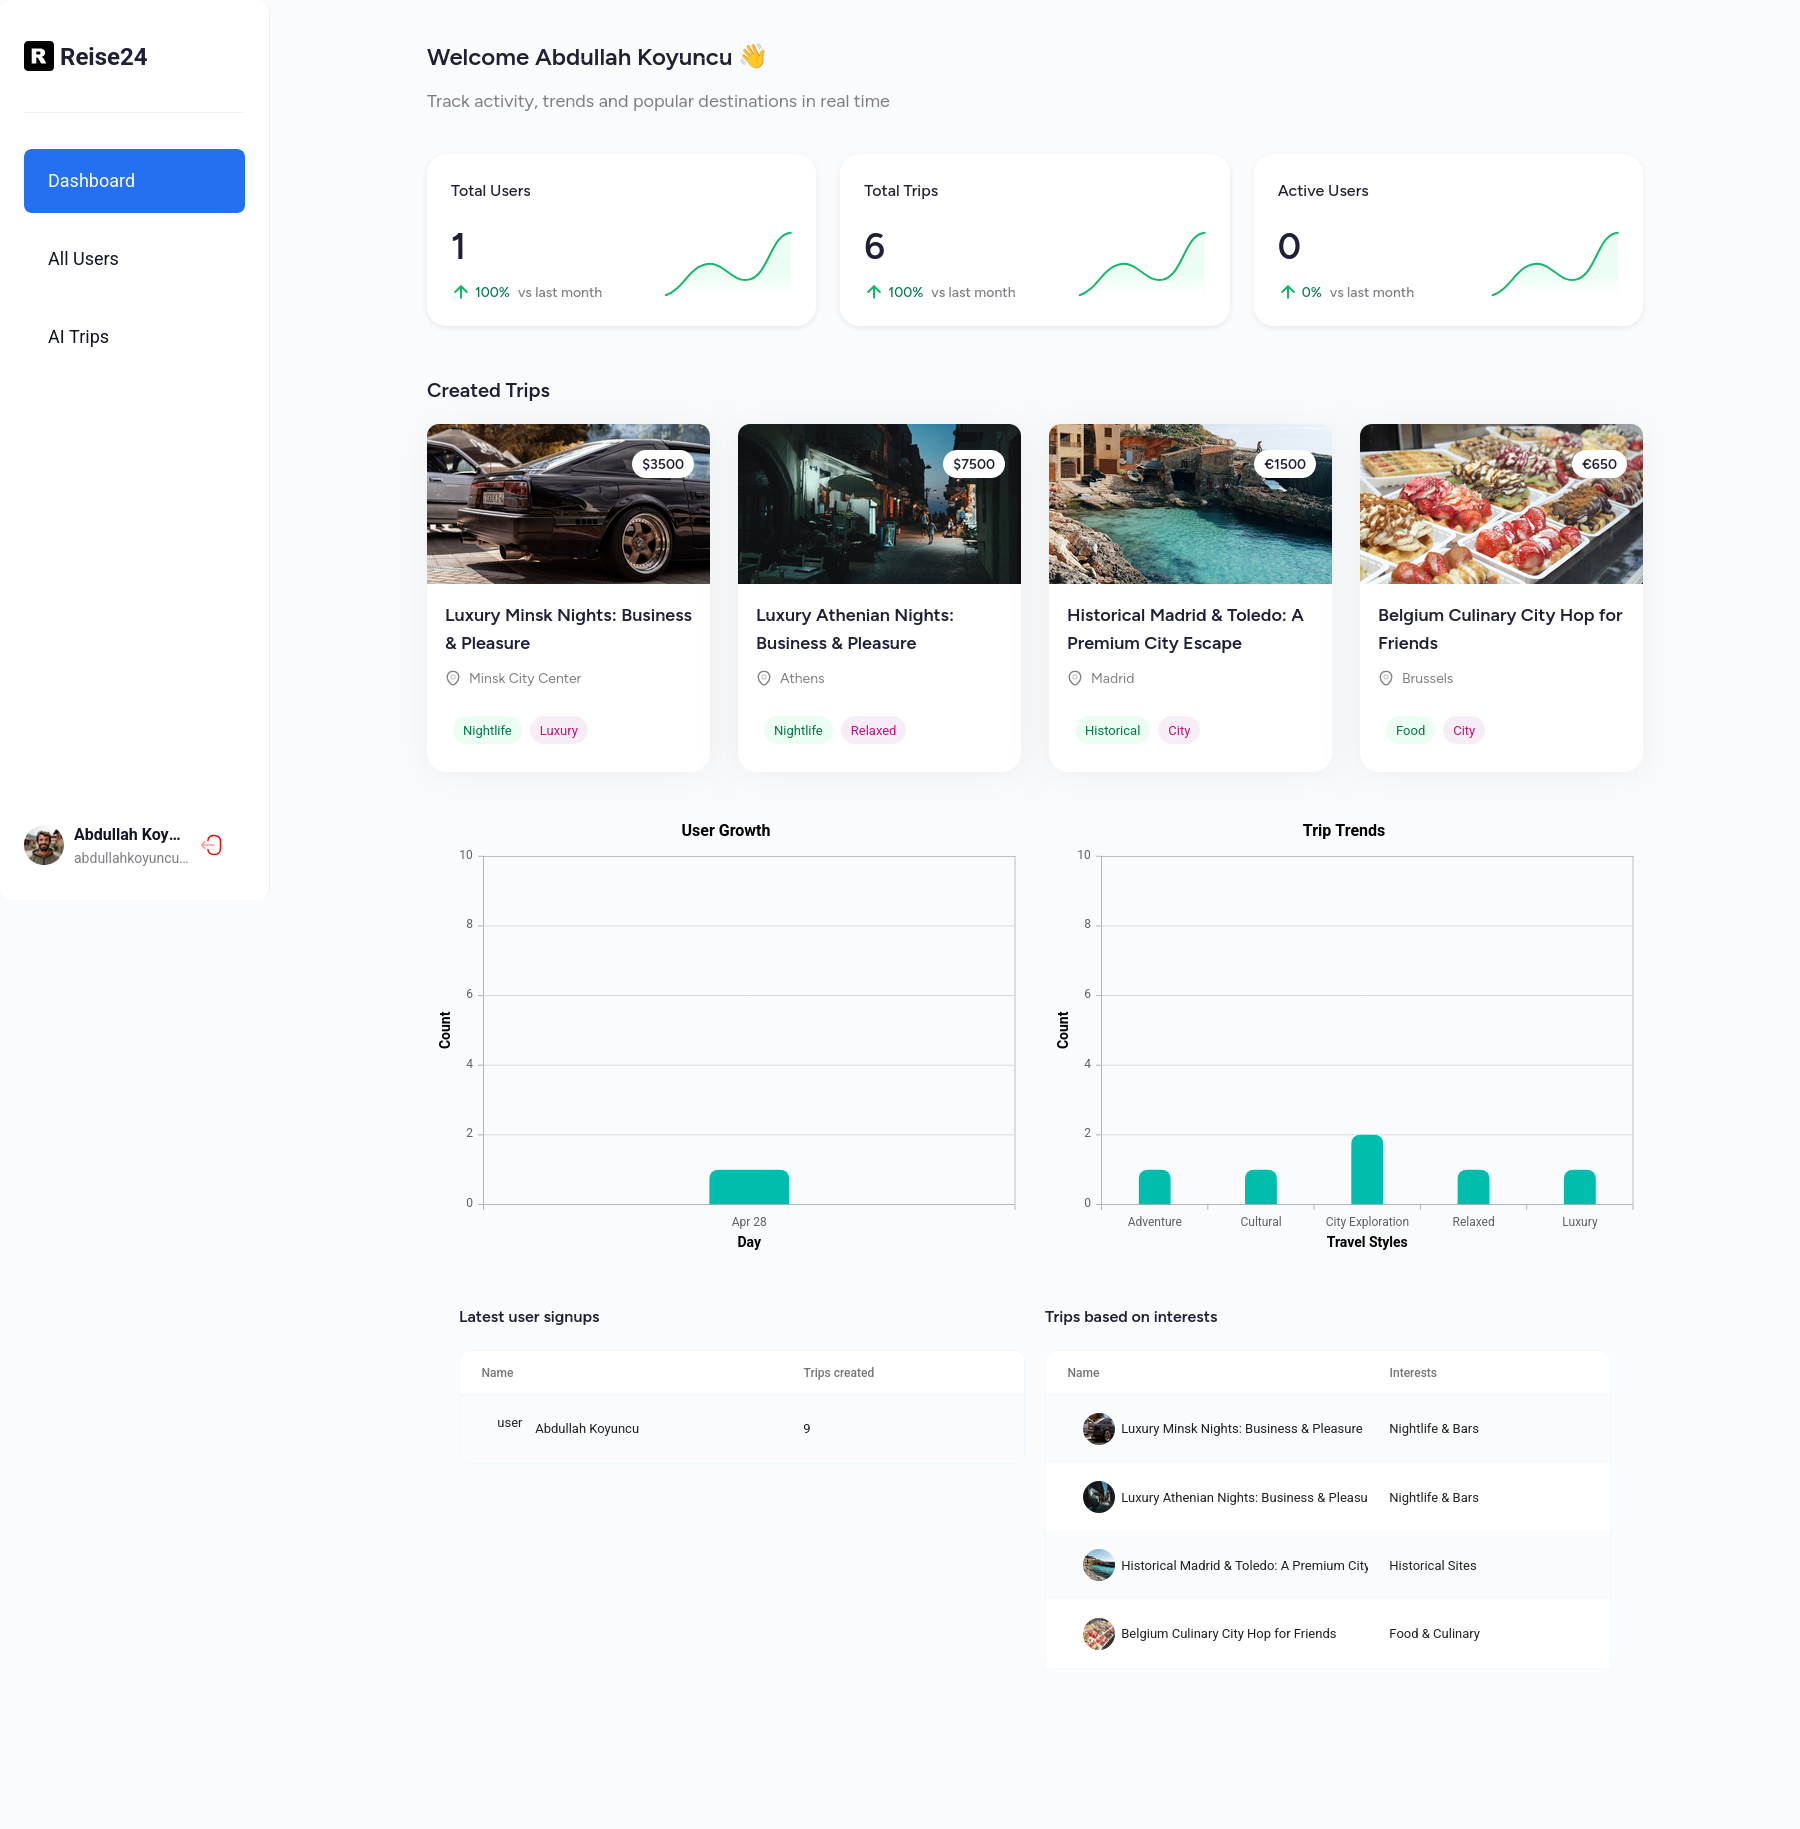 R Reise24
Dashboard
All Users
AI Trips
Abdullah Koy...
abdullahkoyuncu...
Welcome Abdullah Koyuncu 👋
Track activity, trends and popular destinations in real time
Total Users
1
100% vs last month
Total Trips
6
100% vs last month
Active Users
0
0% vs last month
Created Trips
$3500
Luxury Minsk Nights: Business
& Pleasure
Minsk City Center
Nightlife Luxury
$7500
Luxury Athenian Nights:
Business & Pleasure
Athens
Nightlife Relaxed
€1500
Historical Madrid & Toledo: A
Premium City Escape
Madrid
Historical City
€650
Belgium Culinary City Hop for
Friends
Brussels
Food City
User Growth
10
8
6
4
2
0
Count
Apr 28
Day
Trip Trends
10
8
6
4
2
0
Count
Adventure Cultural City Exploration Relaxed Luxury
Travel Styles
Latest user signups
Name Trips created
user Abdullah Koyuncu 9
Trips based on interests
Name Interests
Luxury Minsk Nights: Business & Pleasure Nightlife & Bars
Luxury Athenian Nights: Business & Pleasu Nightlife & Bars
Historical Madrid & Toledo: A Premium City Historical Sites
Belgium Culinary City Hop for Friends Food & Culinary